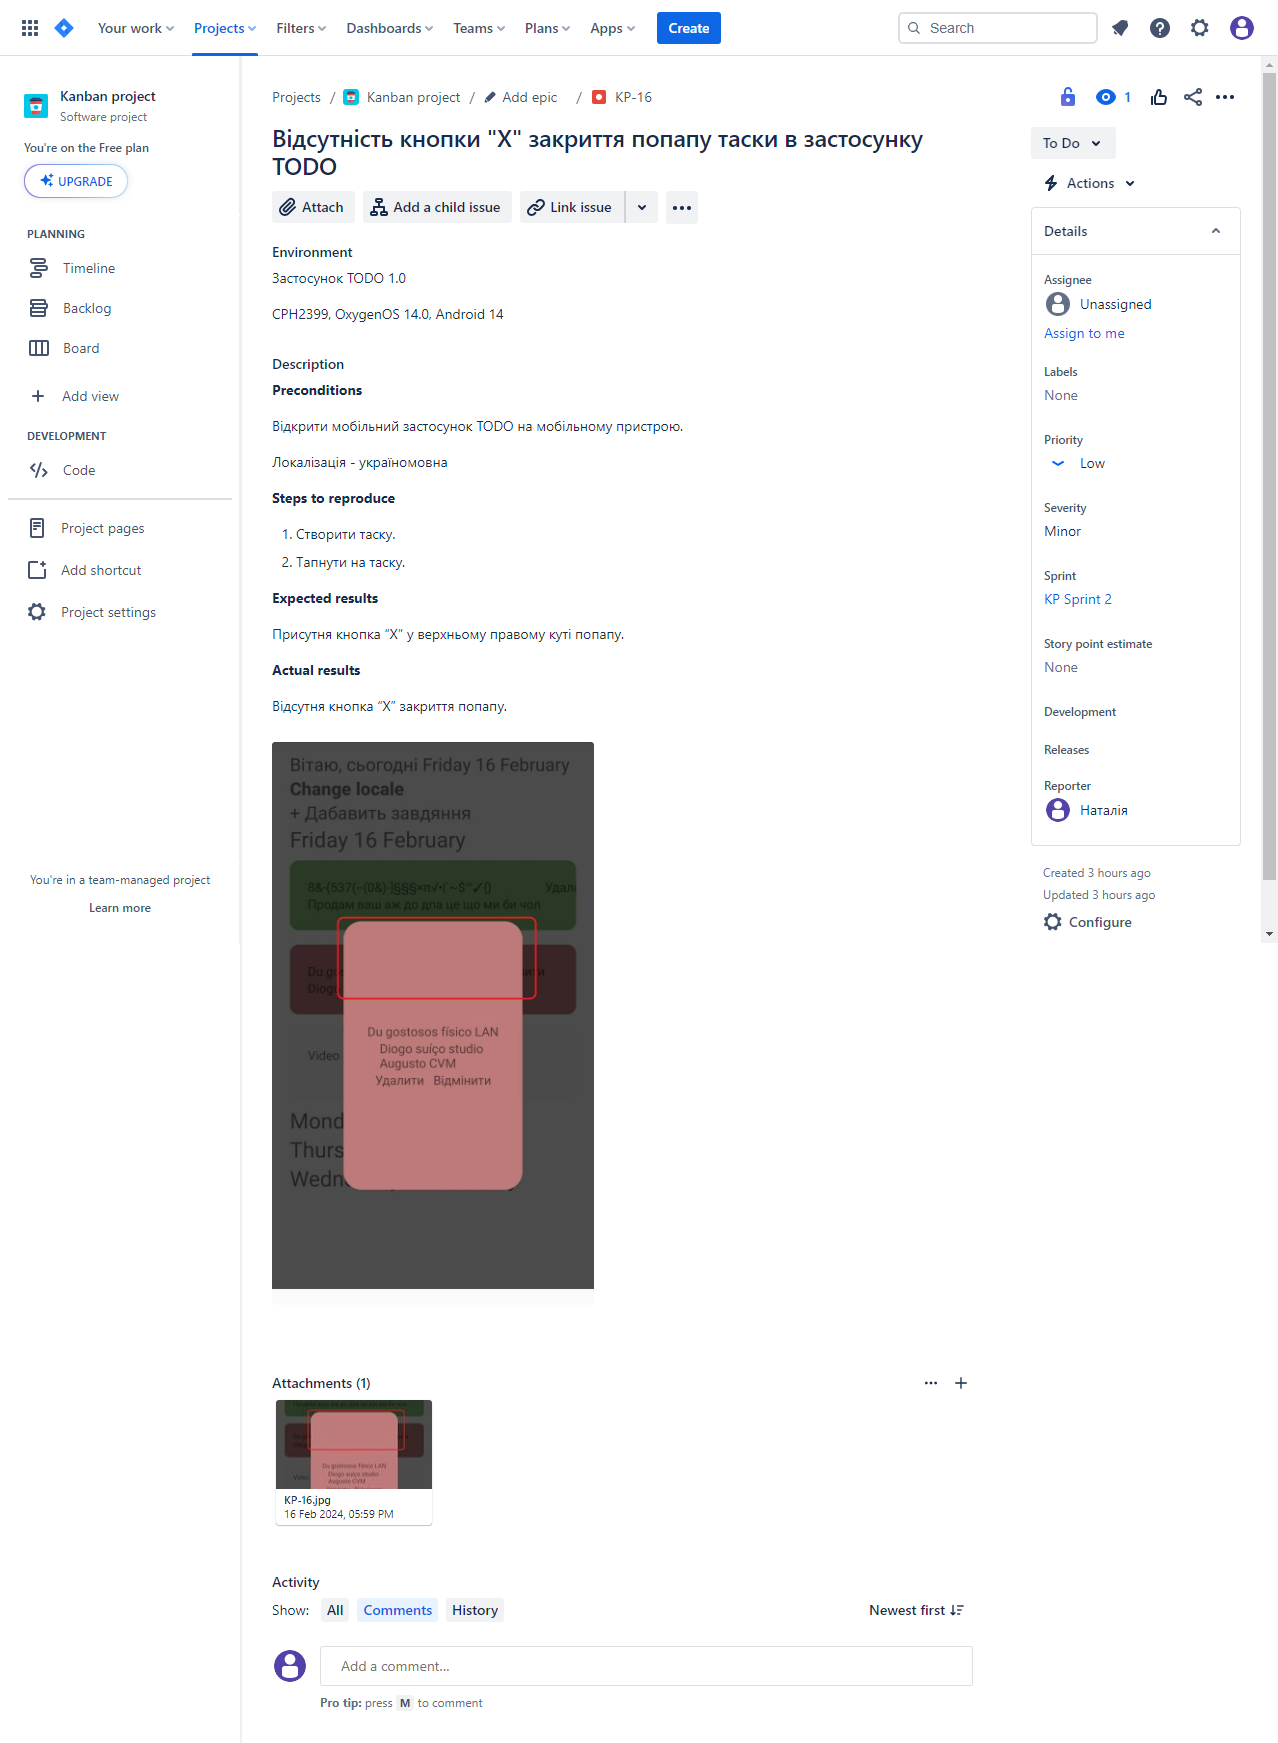 Your work Projects Filters Dashboards Teams Plans Apps Create Search
Kanban project
Software project
You're on the Free plan
UPGRADE
PLANNING
Timeline
Backlog
Board
Add view
DEVELOPMENT
Code
Project pages
Add shortcut
Project settings
You're in a team-managed project
Learn more
Projects / Kanban project / Add epic / KP-16
1
Відсутність кнопки "X" закриття попапу таски в застосунку
TODO
Attach Add a child issue Link issue
Environment
Застосунок TODO 1.0
CPH2399, OxygenOS 14.0, Android 14
Description
Preconditions
Відкрити мобільний застосунок TODO на мобільному пристрою.
Локалізація - україномовна
Steps to reproduce
1. Створити таску.
2. Тапнути на таску.
Expected results
Присутня кнопка “X” у верхньому правому куті попапу.
Actual results
Відсутня кнопка “X” закриття попапу.
Вітаю, сьогодні Friday 16 February
Change locale
+ Дабавить завдяння
Friday 16 February
Продам ваш аж до дпа це що ми би чол
Du gostosos físico LAN
Diogo suíço studio
Augusto CVM
Удалити Відмінити
Video
Mond
Thurs
Wedn
To Do
Actions
Details
Assignee
Unassigned
Assign to me
Labels
None
Priority
Low
Severity
Minor
Sprint
KP Sprint 2
Story point estimate
None
Development
Releases
Reporter
Наталія
Created 3 hours ago
Updated 3 hours ago
Configure
Attachments (1)
KP-16.jpg
16 Feb 2024, 05:59 PM
Activity
Show: All Comments History Newest first
Add a comment...
Pro tip: press M to comment